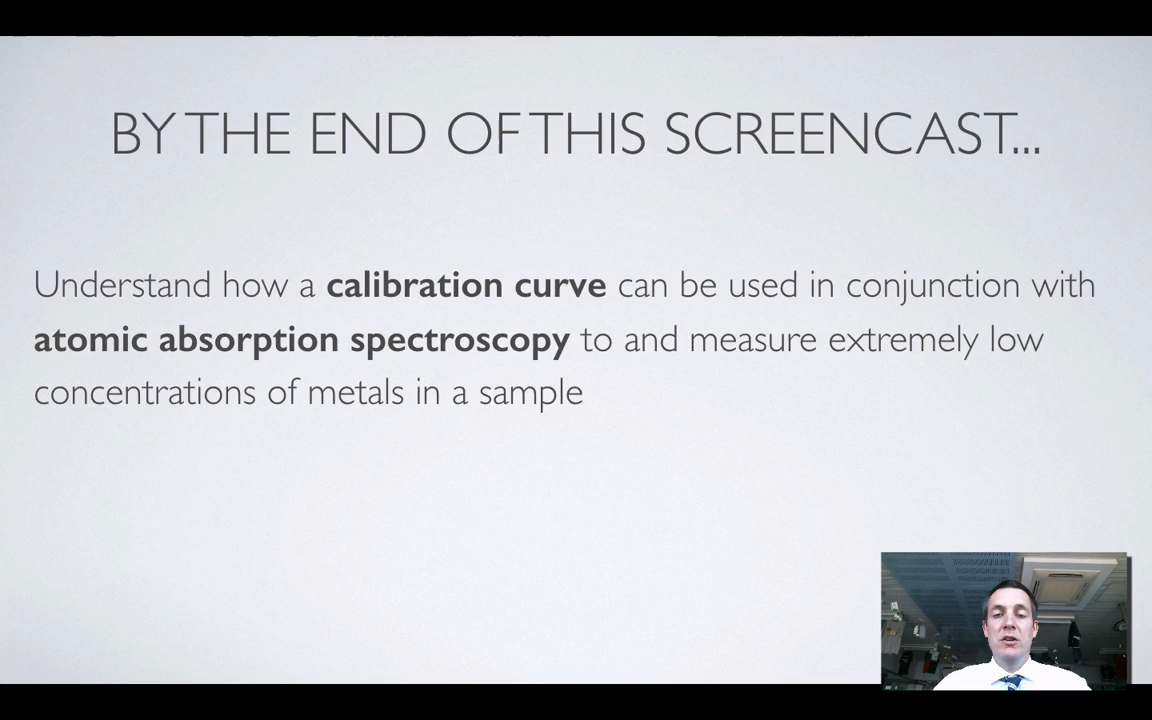 BY THE END OF THIS SCREENCAST...
Understand how a calibration curve can be used in conjunction with
atomic absorption spectroscopy to and measure extremely low
concentrations of metals in a sample